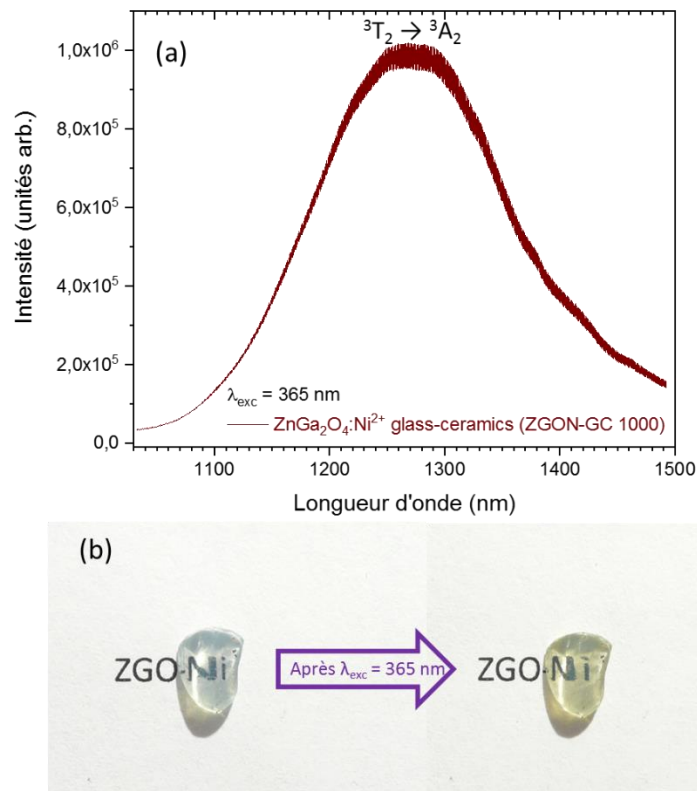 (a)
³T₂ → ³A₂
1,0x10⁶
8,0x10⁵
6,0x10⁵
4,0x10⁵
2,0x10⁵
0,0
Intensité (unités arb.)
λexc = 365 nm
ZnGa₂O₄:Ni²⁺ glass-ceramics (ZGON-GC 1000)
1100 1200 1300 1400 1500
Longueur d'onde (nm)
(b)
ZGO-Ni
Après λexc = 365 nm
ZGO-Ni